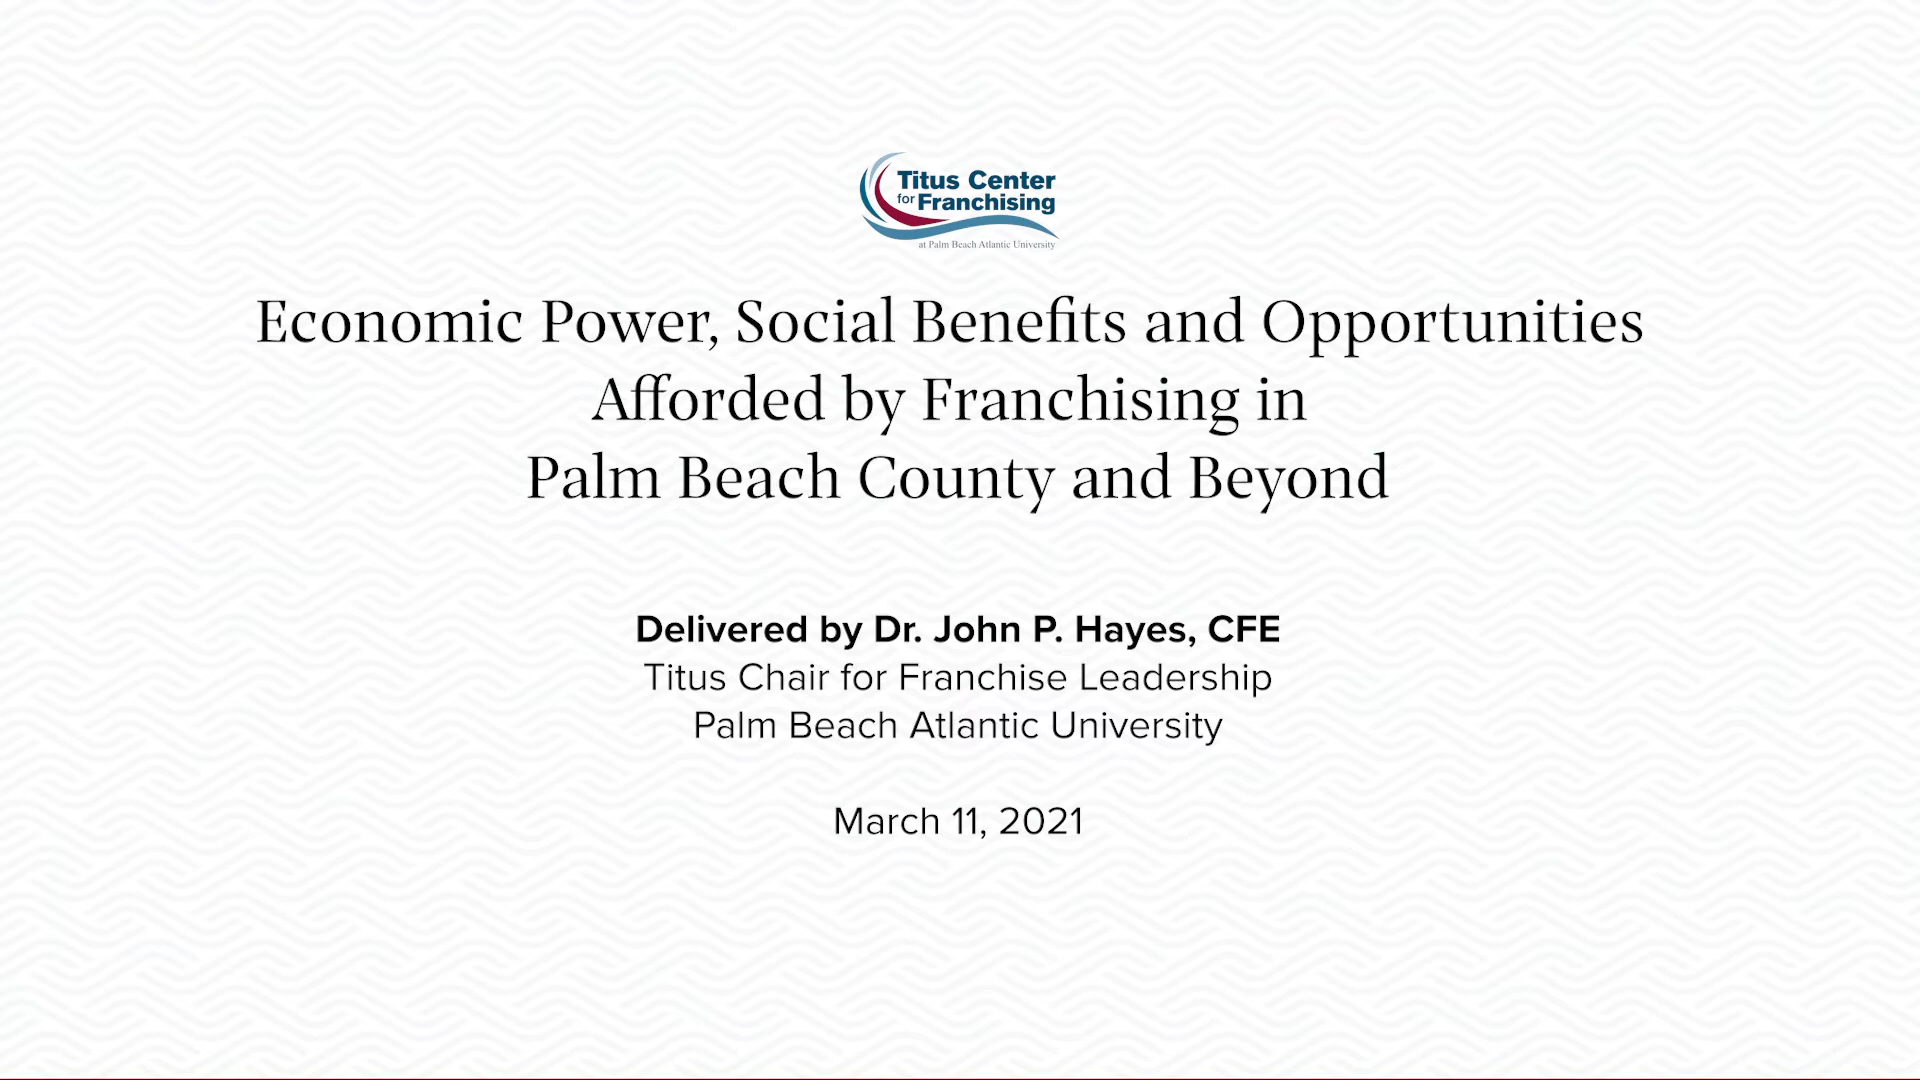 Titus Center
for Franchising
at Palm Beach Atlantic University
Economic Power, Social Benefits and Opportunities
Afforded by Franchising in
Palm Beach County and Beyond
Delivered by Dr. John P. Hayes, CFE
Titus Chair for Franchise Leadership
Palm Beach Atlantic University
March 11, 2021